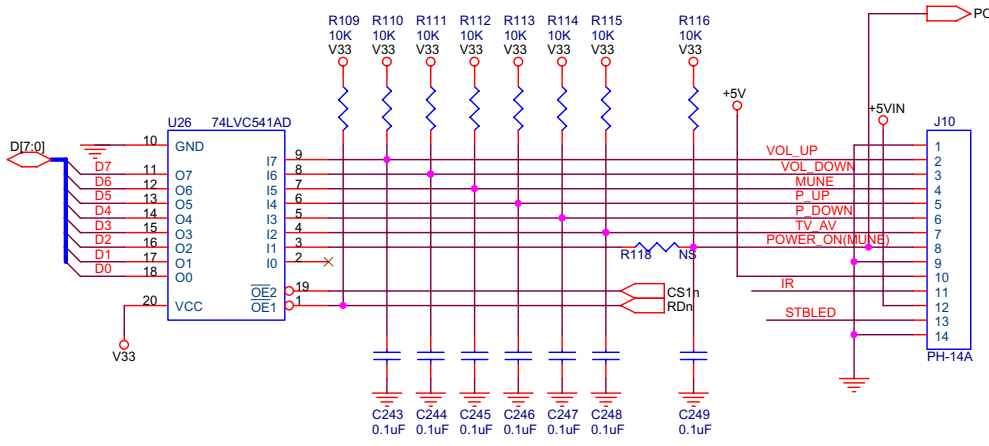 R109 R110 R111 R112 R113 R114 R115 R116
10K 10K 10K 10K 10K 10K 10K 10K
V33 V33 V33 V33 V33 V33 V33 V33
+5V
+5VIN
U26 74LVC541AD
J10
D[7:0]
10 GND
D7 11 O7 I7 9 VOL_UP
D6 12 O6 I6 8 VOL_DOWN
D5 13 O5 I5 7 MUNE
D4 14 O4 I4 6 P_UP
D3 15 O3 I3 5 P_DOWN
D2 16 O2 I2 4 TV_AV
D1 17 O1 I1 3 POWER_ON(MUNE)
D0 18 O0 I0 2
R118 NS
OE2 19 CS1n
20 VCC OE1 1 RDn
V33
IR
STBLED
1
2
3
4
5
6
7
8
9
10
11
12
13
14
PH-14A
C243 C244 C245 C246 C247 C248 C249
0.1uF 0.1uF 0.1uF 0.1uF 0.1uF 0.1uF 0.1uF